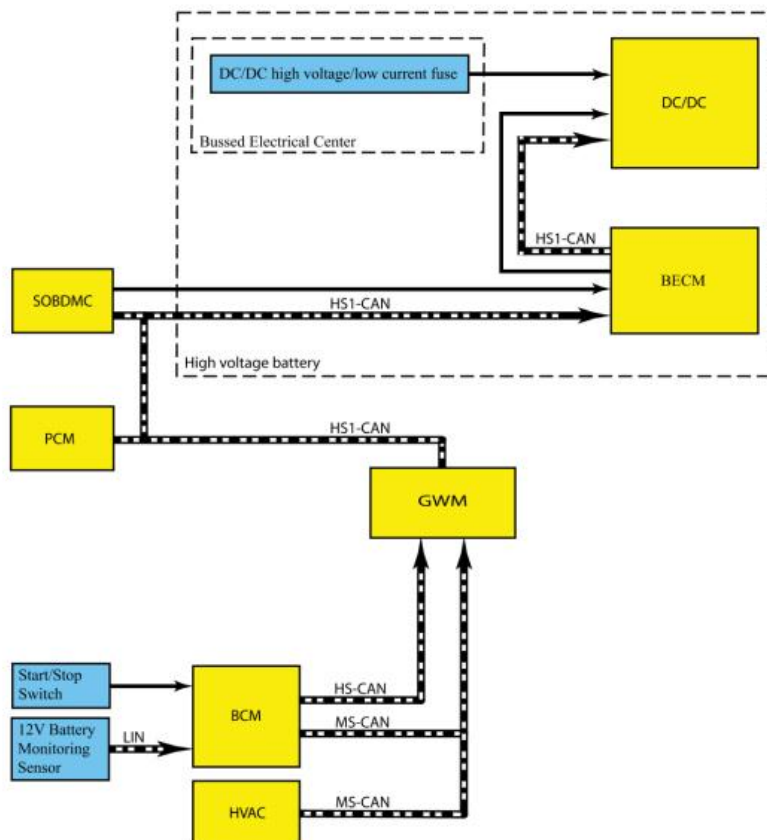 DC/DC high voltage/low current fuse
DC/DC
Bussed Electrical Center
HS1-CAN
BECM
SOBDMC
HS1-CAN
High voltage battery
PCM
HS1-CAN
GWM
Start/Stop
Switch
BCM
HS-CAN
12V Battery
Monitoring
Sensor
LIN
MS-CAN
HVAC
MS-CAN